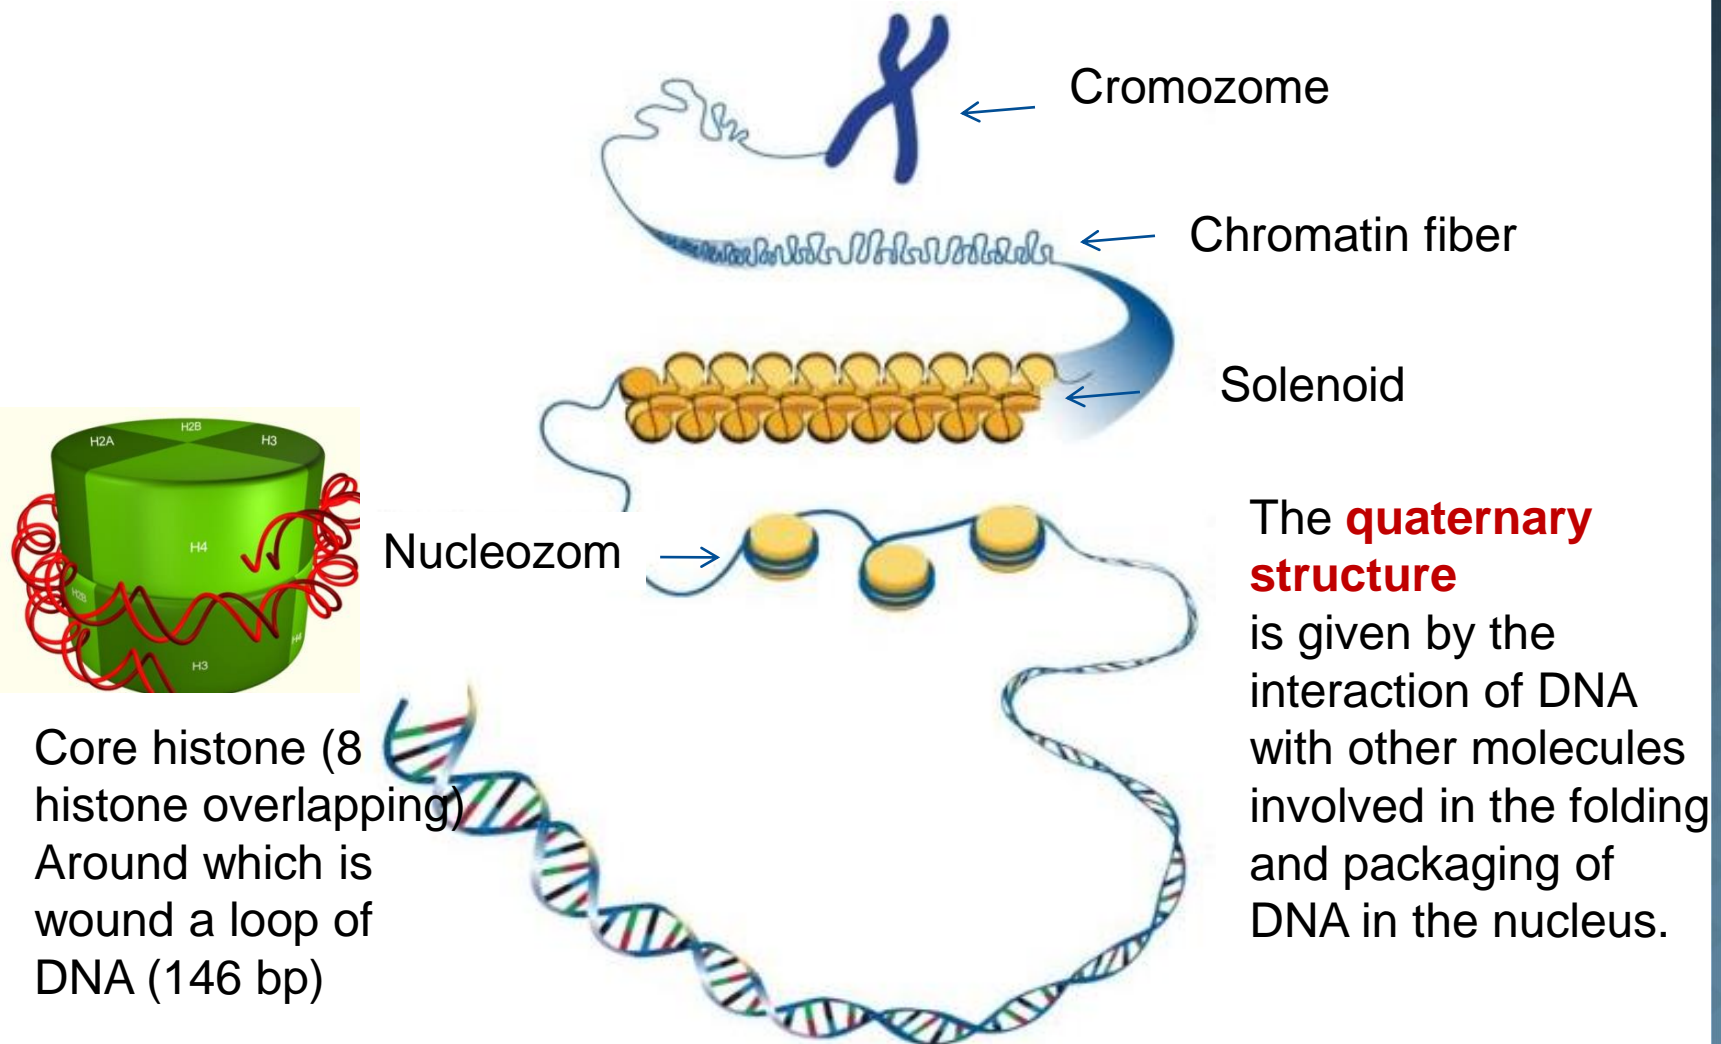 Cromozome
Chromatin fiber
Solenoid
H2A
H2B
H3
H4
H2B
H4
H3
Nucleozom
The quaternary
structure
is given by the
interaction of DNA
with other molecules
involved in the folding
and packaging of
DNA in the nucleus.
Core histone (8
histone overlapping)
Around which is
wound a loop of
DNA (146 bp)